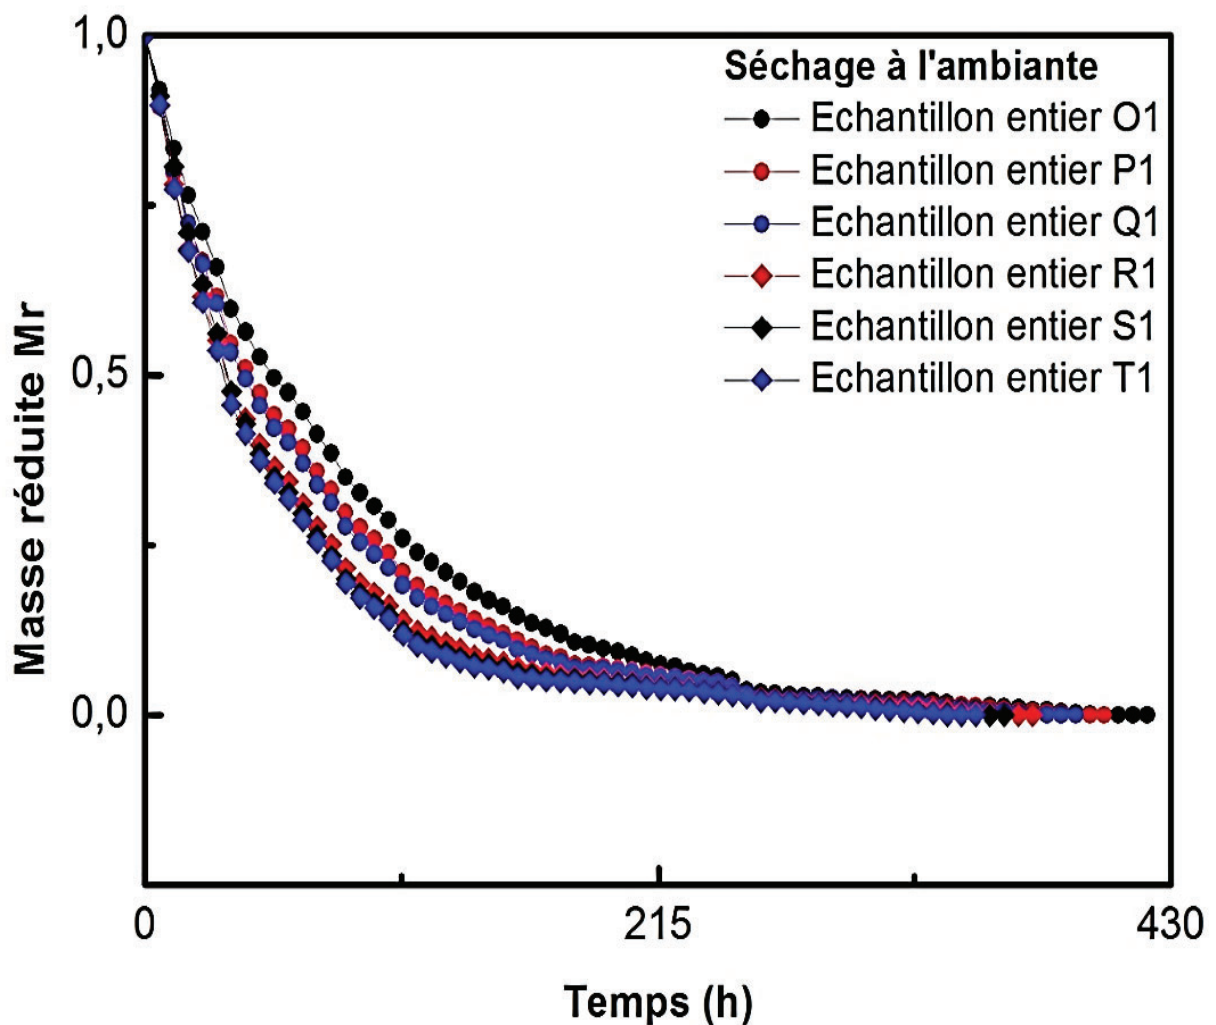 1,0
Séchage à l'ambiante
Echantillon entier O1
Echantillon entier P1
Echantillon entier Q1
Echantillon entier R1
Echantillon entier S1
Echantillon entier T1
0,5
0,0
Masse réduite Mr
0 215 430
Temps (h)